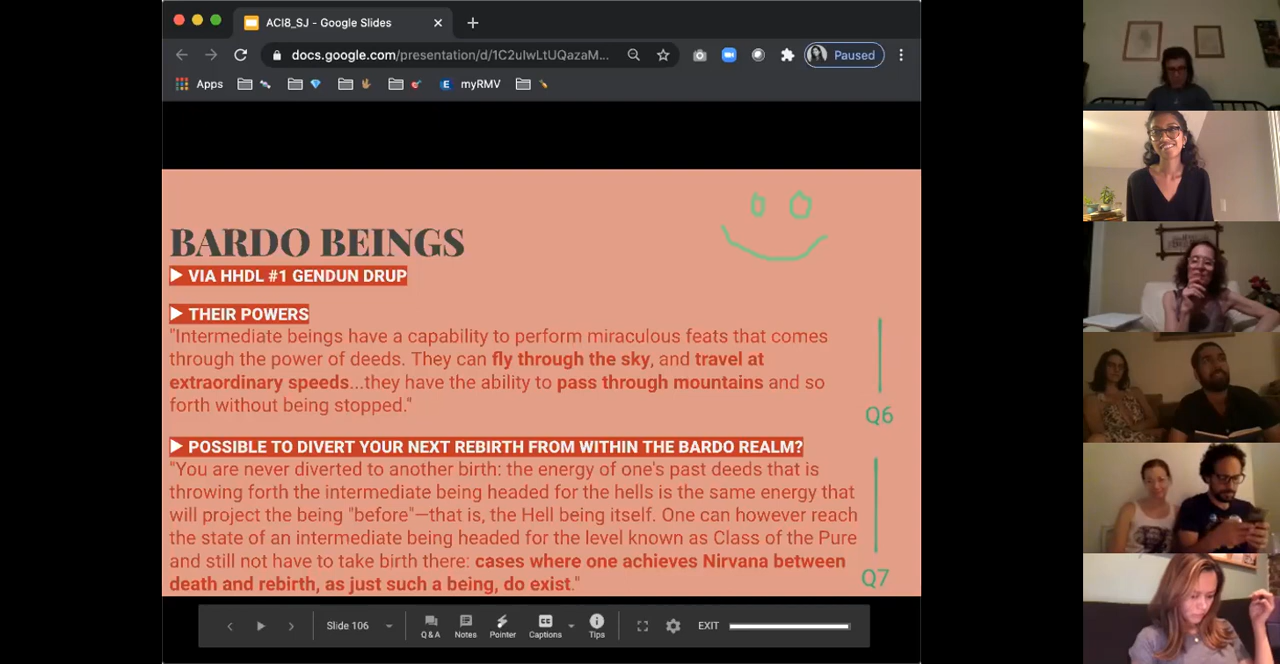 ACI8_SJ - Google Slides
docs.google.com/presentation/d/1C2uIwLtUQazaM...
Paused
Apps
myRMV
BARDO BEINGS
▶ VIA HHDL #1 GENDUN DRUP
▶ THEIR POWERS
"Intermediate beings have a capability to perform miraculous feats that comes
through the power of deeds. They can fly through the sky, and travel at
extraordinary speeds...they have the ability to pass through mountains and so
forth without being stopped."
Q6
▶ POSSIBLE TO DIVERT YOUR NEXT REBIRTH FROM WITHIN THE BARDO REALM?
"You are never diverted to another birth: the energy of one's past deeds that is
throwing forth the intermediate being headed for the hells is the same energy that
will project the being "before"—that is, the Hell being itself. One can however reach
the state of an intermediate being headed for the level known as Class of the Pure
and still not have to take birth there: cases where one achieves Nirvana between
death and rebirth, as just such a being, do exist."
Q7
Slide 106
Q & A
Notes
Pointer
CC
Captions
Tips
EXIT